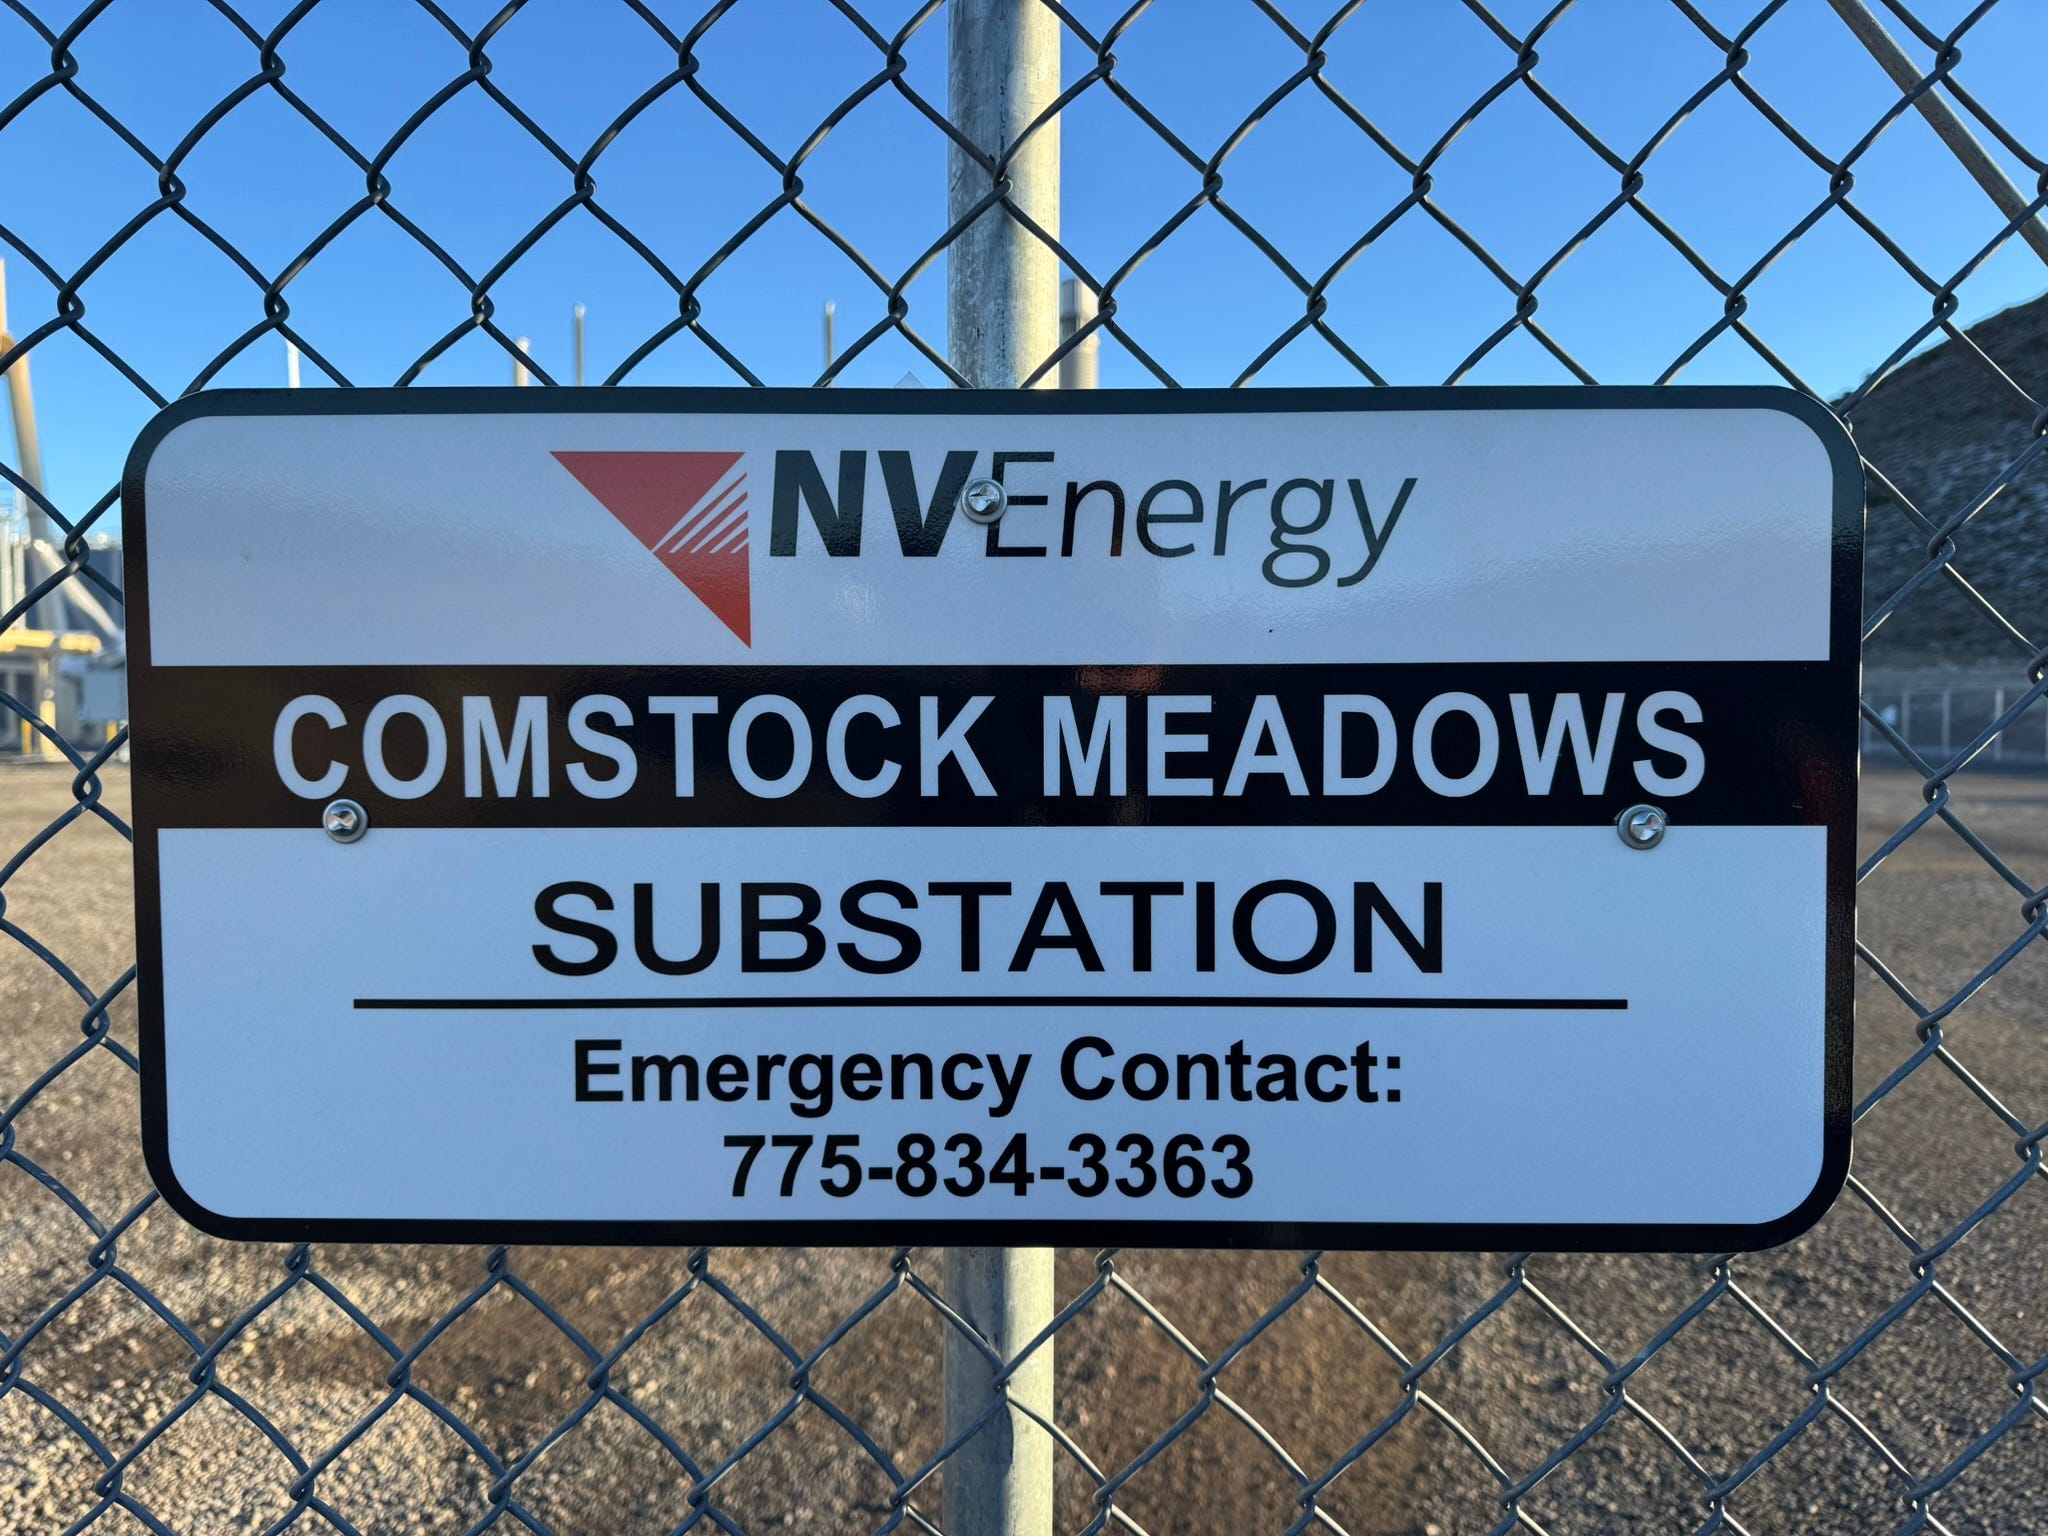 NVEnergy
COMSTOCK MEADOWS
SUBSTATION
Emergency Contact:
775-834-3363